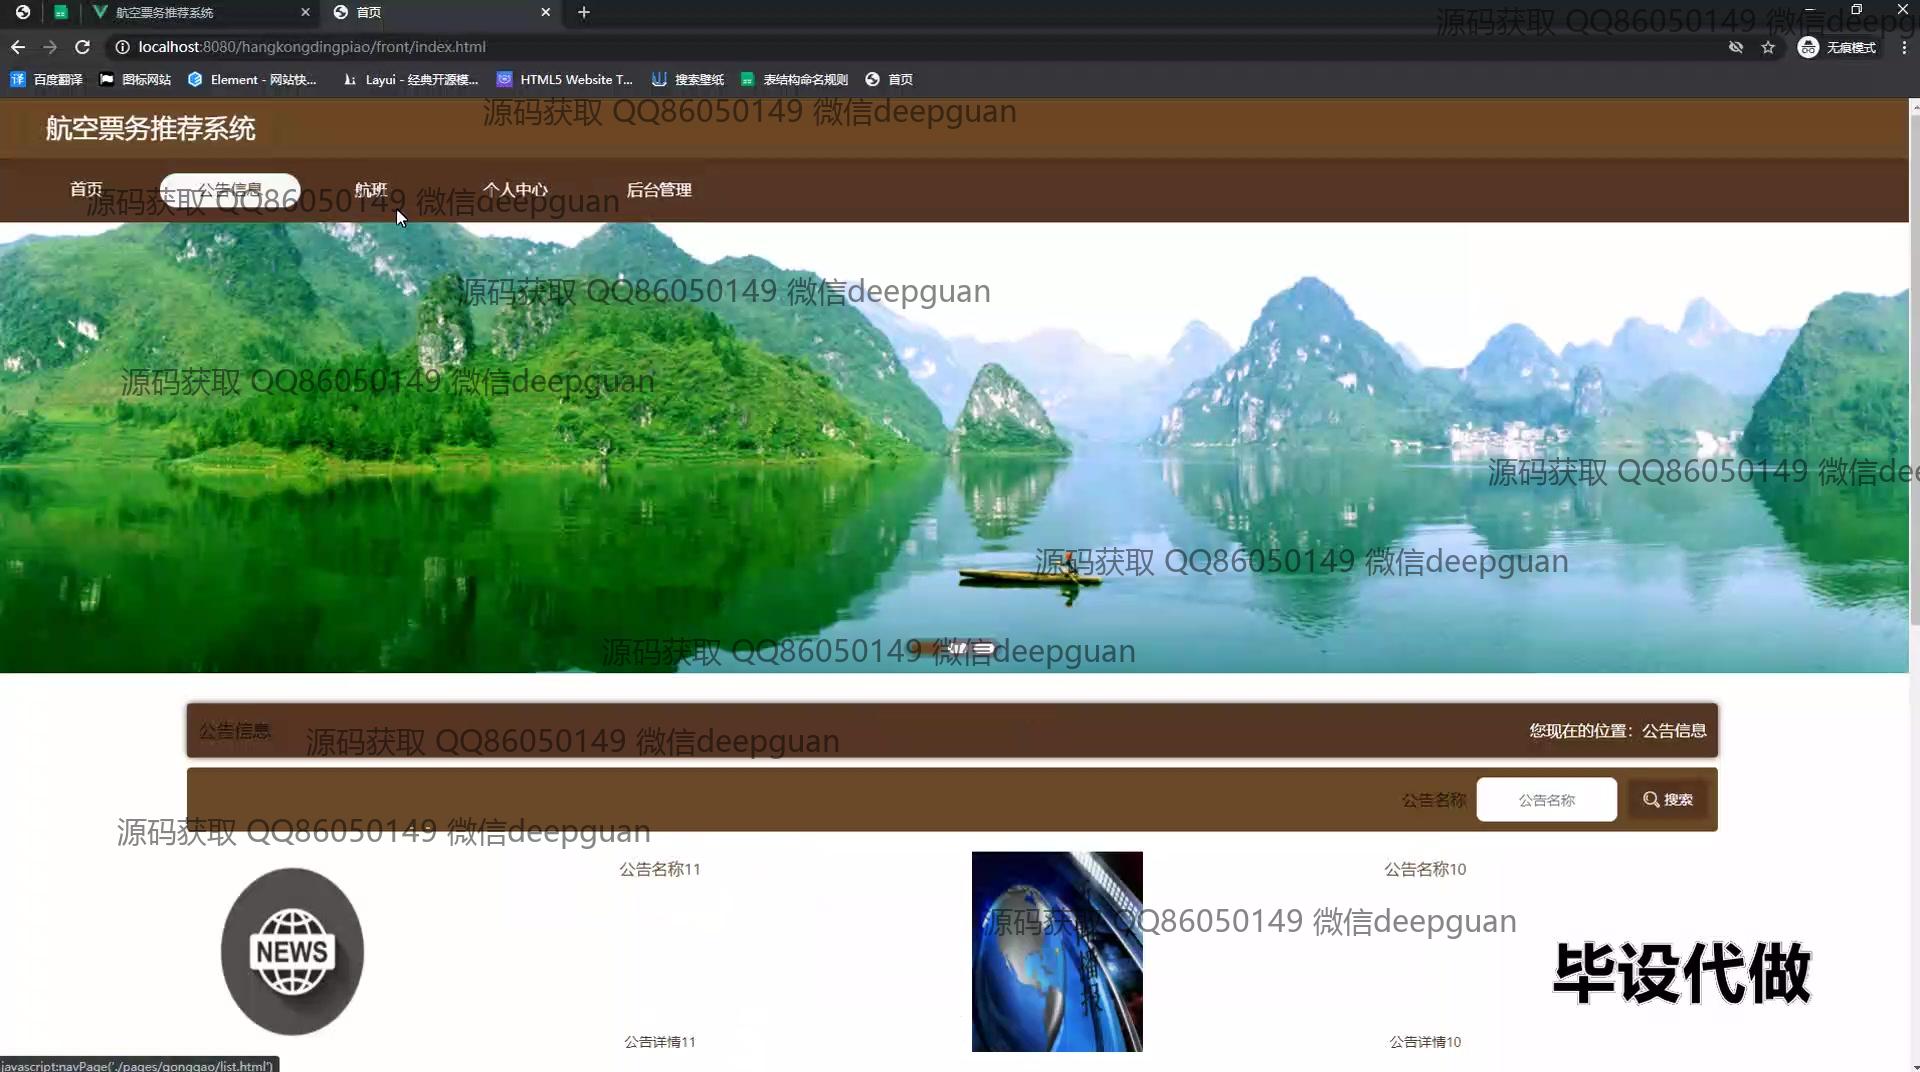 航空票务推荐系统
首页
源码获取 QQ86050149 微信deepg
localhost:8080/hangkongdingpiao/front/index.html
无痕模式
百度翻译
图标网站
Element - 网站快...
Layui - 经典开源模...
HTML5 Website T...
搜索壁纸
表结构命名规则
首页
源码获取 QQ86050149 微信deepguan
航空票务推荐系统
首页
公告信息
航班
个人中心
后台管理
源码获取 QQ86050149 微信deepguan
源码获取 QQ86050149 微信deepguan
源码获取 QQ86050149 微信deepguan
源码获取 QQ86050149 微信dee
源码获取 QQ86050149 微信deepguan
源码获取 QQ86050149 微信deepguan
公告信息
源码获取 QQ86050149 微信deepguan
您现在的位置：公告信息
公告名称
公告名称
搜索
源码获取 QQ86050149 微信deepguan
公告名称11
公告名称10
NEWS
源码获取 QQ86050149 微信deepguan
播报
毕设代做
公告详情11
公告详情10
javascript:navPage('./pages/gonggao/list.html')